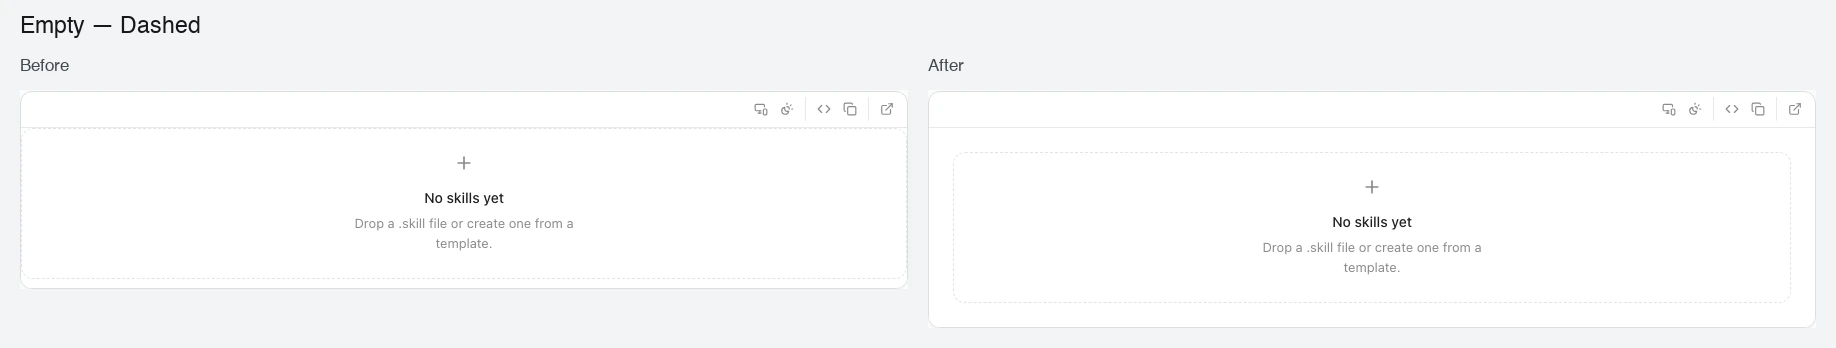 Empty — Dashed
Before
After
No skills yet
Drop a .skill file or create one from a
template.
No skills yet
Drop a .skill file or create one from a
template.